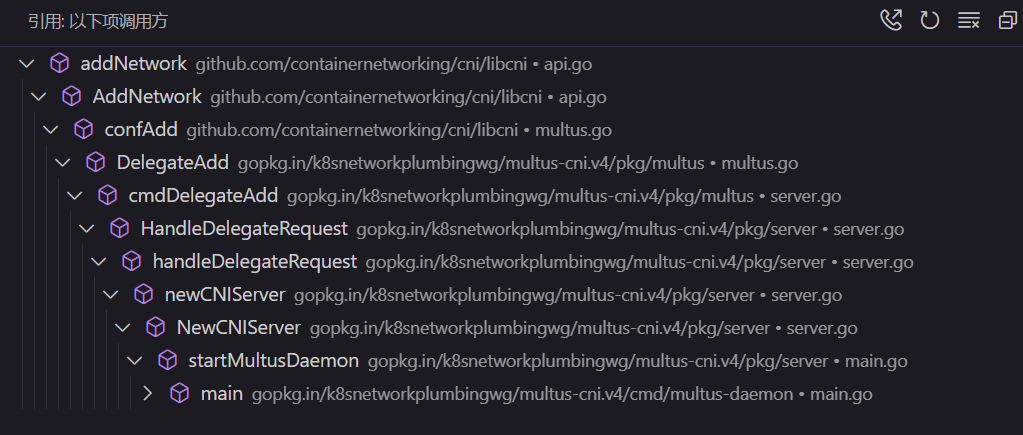 引用: 以下项调用方
addNetwork github.com/containernetworking/cni/libcni • api.go
AddNetwork github.com/containernetworking/cni/libcni • api.go
confAdd github.com/containernetworking/cni/libcni • multus.go
DelegateAdd gopkg.in/k8snetworkplumbingwg/multus-cni.v4/pkg/multus • multus.go
cmdDelegateAdd gopkg.in/k8snetworkplumbingwg/multus-cni.v4/pkg/multus • server.go
HandleDelegateRequest gopkg.in/k8snetworkplumbingwg/multus-cni.v4/pkg/server • server.go
handleDelegateRequest gopkg.in/k8snetworkplumbingwg/multus-cni.v4/pkg/server • server.go
newCNIServer gopkg.in/k8snetworkplumbingwg/multus-cni.v4/pkg/server • server.go
NewCNIServer gopkg.in/k8snetworkplumbingwg/multus-cni.v4/pkg/server • server.go
startMultusDaemon gopkg.in/k8snetworkplumbingwg/multus-cni.v4/pkg/server • main.go
main gopkg.in/k8snetworkplumbingwg/multus-cni.v4/cmd/multus-daemon • main.go